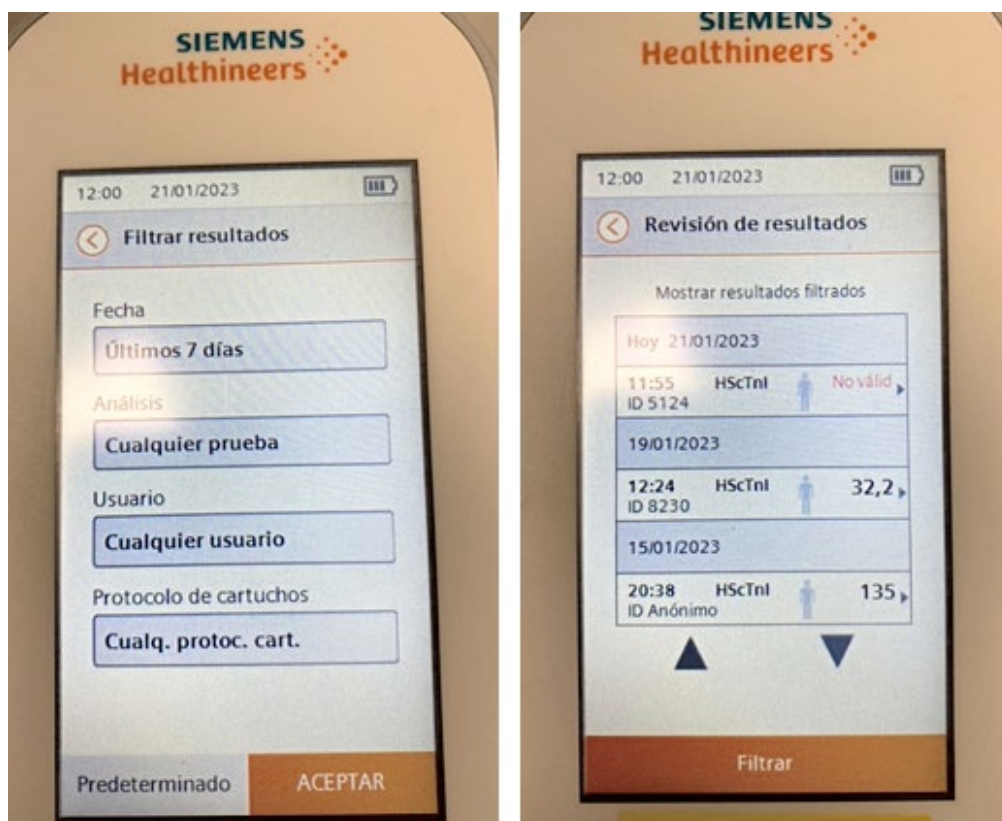 SIEMENS
Healthineers
12:00 21/01/2023
Filtrar resultados
Fecha
Últimos 7 días
Análisis
Cualquier prueba
Usuario
Cualquier usuario
Protocolo de cartuchos
Cualq. protoc. cart.
Predeterminado ACEPTAR
SIEMENS
Healthineers
12:00 21/01/2023
Revisión de resultados
Mostrar resultados filtrados
Hoy 21/01/2023
11:55 HScTnI No válid
ID 5124
19/01/2023
12:24 HScTnI 32,2
ID 8230
15/01/2023
20:38 HScTnI 135
ID Anónimo
Filtrar